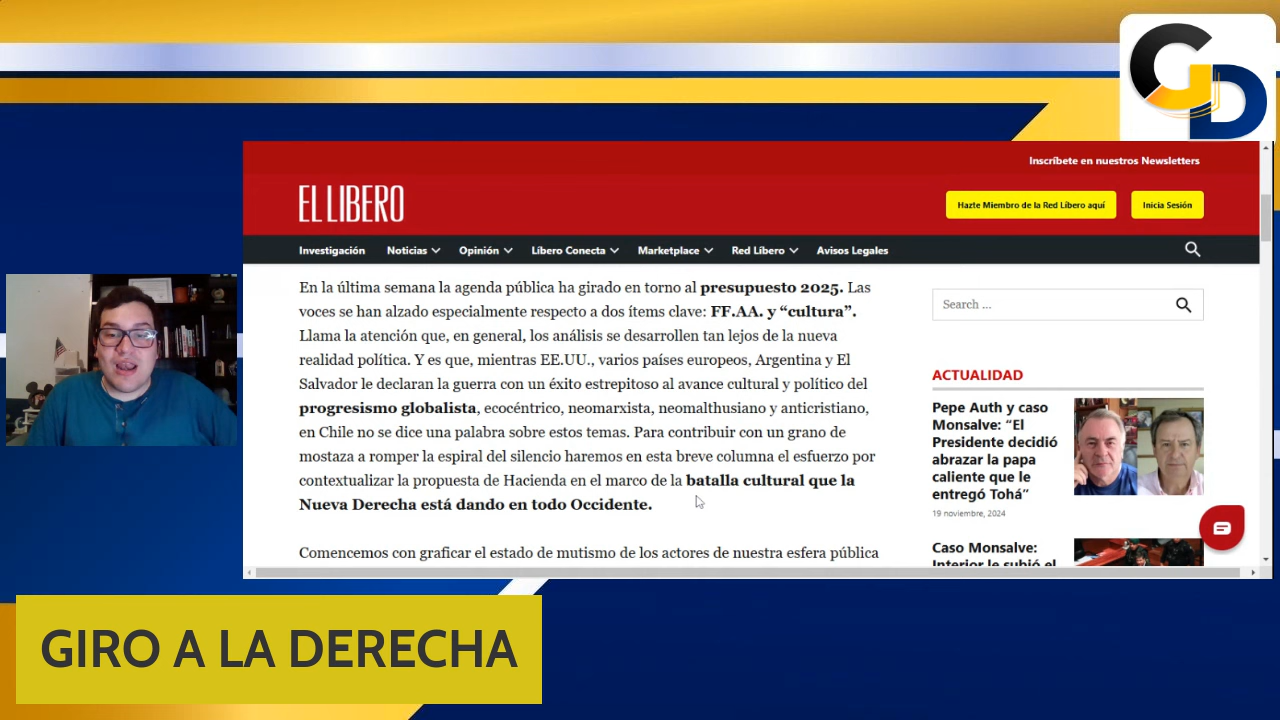 GD
Inscríbete en nuestros Newsletters
EL LIBERO
Hazte Miembro de la Red Líbero aquí
Inicia Sesión
Investigación
Noticias
Opinión
Líbero Conecta
Marketplace
Red Líbero
Avisos Legales
En la última semana la agenda pública ha girado en torno al presupuesto 2025. Las
voces se han alzado especialmente respecto a dos ítems clave: FF.AA. y “cultura”.
Llama la atención que, en general, los análisis se desarrollen tan lejos de la nueva
realidad política. Y es que, mientras EE.UU., varios países europeos, Argentina y El
Salvador le declaran la guerra con un éxito estrepitoso al avance cultural y político del
progresismo globalista, ecocéntrico, neomarxista, neomalthusiano y anticristiano,
en Chile no se dice una palabra sobre estos temas. Para contribuir con un grano de
mostaza a romper la espiral del silencio haremos en esta breve columna el esfuerzo por
contextualizar la propuesta de Hacienda en el marco de la batalla cultural que la
Nueva Derecha está dando en todo Occidente.
Comencemos con graficar el estado de mutismo de los actores de nuestra esfera pública
Search ...
ACTUALIDAD
Pepe Auth y caso
Monsalve: “El
Presidente decidió
abrazar la papa
caliente que le
entregó Tohá”
19 noviembre, 2024
Caso Monsalve:
Interior le subió el
GIRO A LA DERECHA